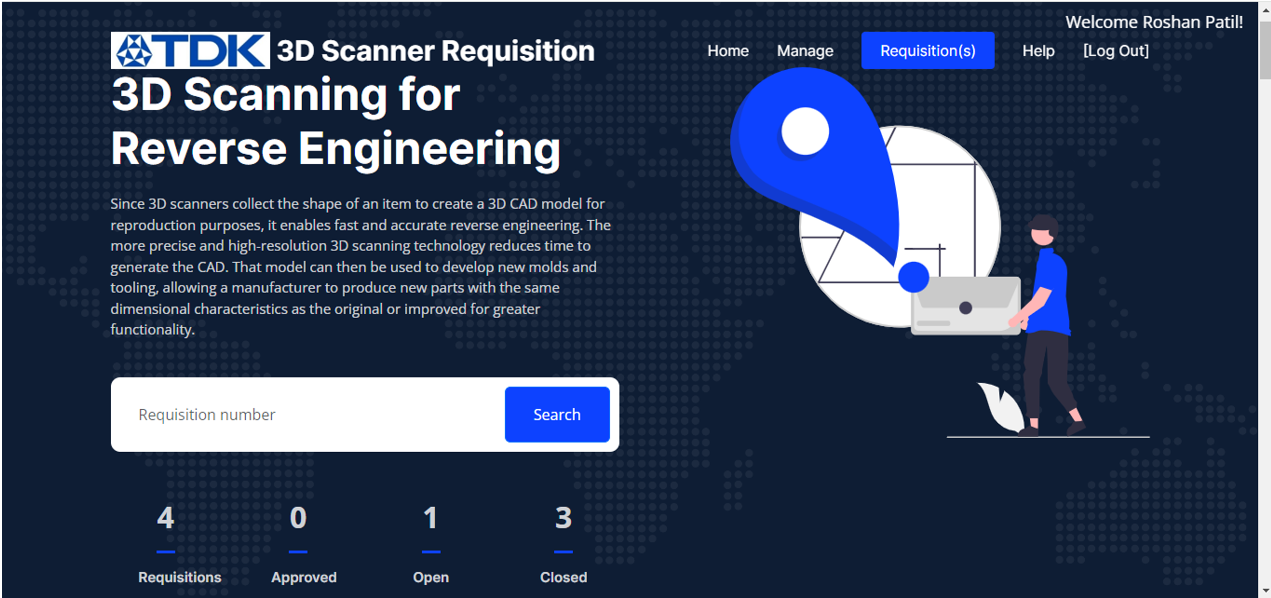 Welcome Roshan Patil!
TDK 3D Scanner Requisition
Home Manage Requisition(s) Help [Log Out]
3D Scanning for
Reverse Engineering
Since 3D scanners collect the shape of an item to create a 3D CAD model for
reproduction purposes, it enables fast and accurate reverse engineering. The
more precise and high-resolution 3D scanning technology reduces time to
generate the CAD. That model can then be used to develop new molds and
tooling, allowing a manufacturer to produce new parts with the same
dimensional characteristics as the original or improved for greater
functionality.
Requisition number Search
4 0 1 3
Requisitions Approved Open Closed